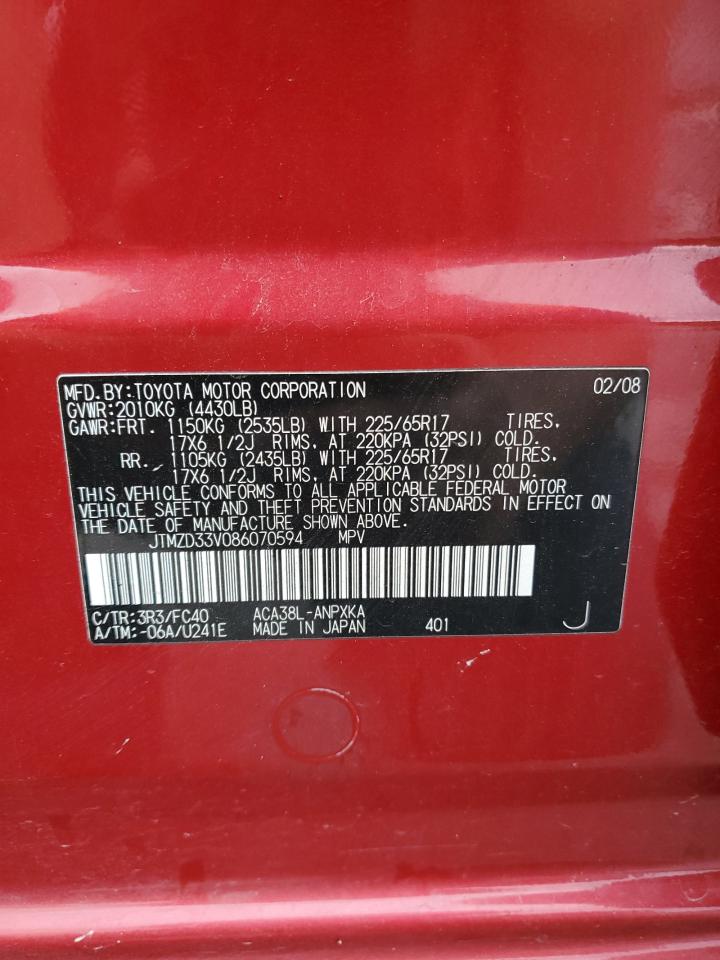 MFD.BY:TOYOTA MOTOR CORPORATION 02/08
GVWR:2010KG (4430LB)
GAWR:FRT. 1150KG (2535LB) WITH 225/65R17 TIRES,
17X6 1/2J RIMS, AT 220KPA (32PSI) COLD.
RR. 1105KG (2435LB) WITH 225/65R17 TIRES,
17X6 1/2J RIMS, AT 220KPA (32PSI) COLD.
THIS VEHICLE CONFORMS TO ALL APPLICABLE FEDERAL MOTOR
VEHICLE SAFETY AND THEFT PREVENTION STANDARDS IN EFFECT ON
THE DATE OF MANUFACTURE SHOWN ABOVE.
JTMZD33V086070594 MPV
C/TR:3R3/FC40 ACA38L-ANPXKA
A/TM:-06A/U241E MADE IN JAPAN 401 J